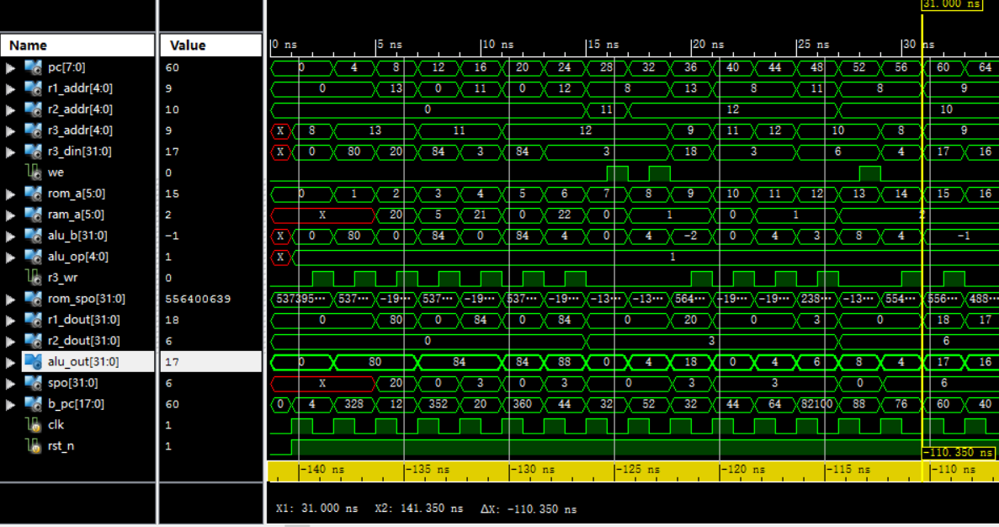 31.000 ns
Name Value
0 ns 5 ns 10 ns 15 ns 20 ns 25 ns 30 ns
pc[7:0] 60 0 4 8 12 16 20 24 28 32 36 40 44 48 52 56 60 64
r1_addr[4:0] 9 0 13 0 11 0 12 8 13 8 11 8 9
r2_addr[4:0] 10 0 11 12 10
r3_addr[4:0] 9 X 8 13 11 12 9 11 12 10 8 9
r3_din[31:0] 17 X 0 80 20 84 3 84 3 18 3 6 4 17 16
we 0
rom_a[5:0] 15 0 1 2 3 4 5 6 7 8 9 10 11 12 13 14 15 16
ram_a[5:0] 2 X 20 5 21 0 22 0 1 0 1 2
alu_b[31:0] -1 X 0 80 0 84 0 84 4 0 4 -2 0 4 3 8 4 -1
alu_op[4:0] 1 X 1
r3_wr 0
rom_spo[31:0] 556400639 537395... 537... -19... 537... -19... 537... -19... -13... -13... 564... -19... -19... 238... -13... 554... 556... 488...
r1_dout[31:0] 18 0 80 0 84 0 84 0 20 0 3 0 18 17
r2_dout[31:0] 6 0 3 6
alu_out[31:0] 17 0 80 84 84 88 0 4 18 0 4 6 8 4 17 16
spo[31:0] 6 X 20 0 3 0 3 0 3 3 0 6
b_pc[17:0] 60 0 4 328 12 352 20 360 44 32 52 32 44 64 82100 88 76 60 40
clk 1
rst_n 1
-110.350 ns
-140 ns -135 ns -130 ns -125 ns -120 ns -115 ns -110 ns
X1: 31.000 ns X2: 141.350 ns ΔX: -110.350 ns